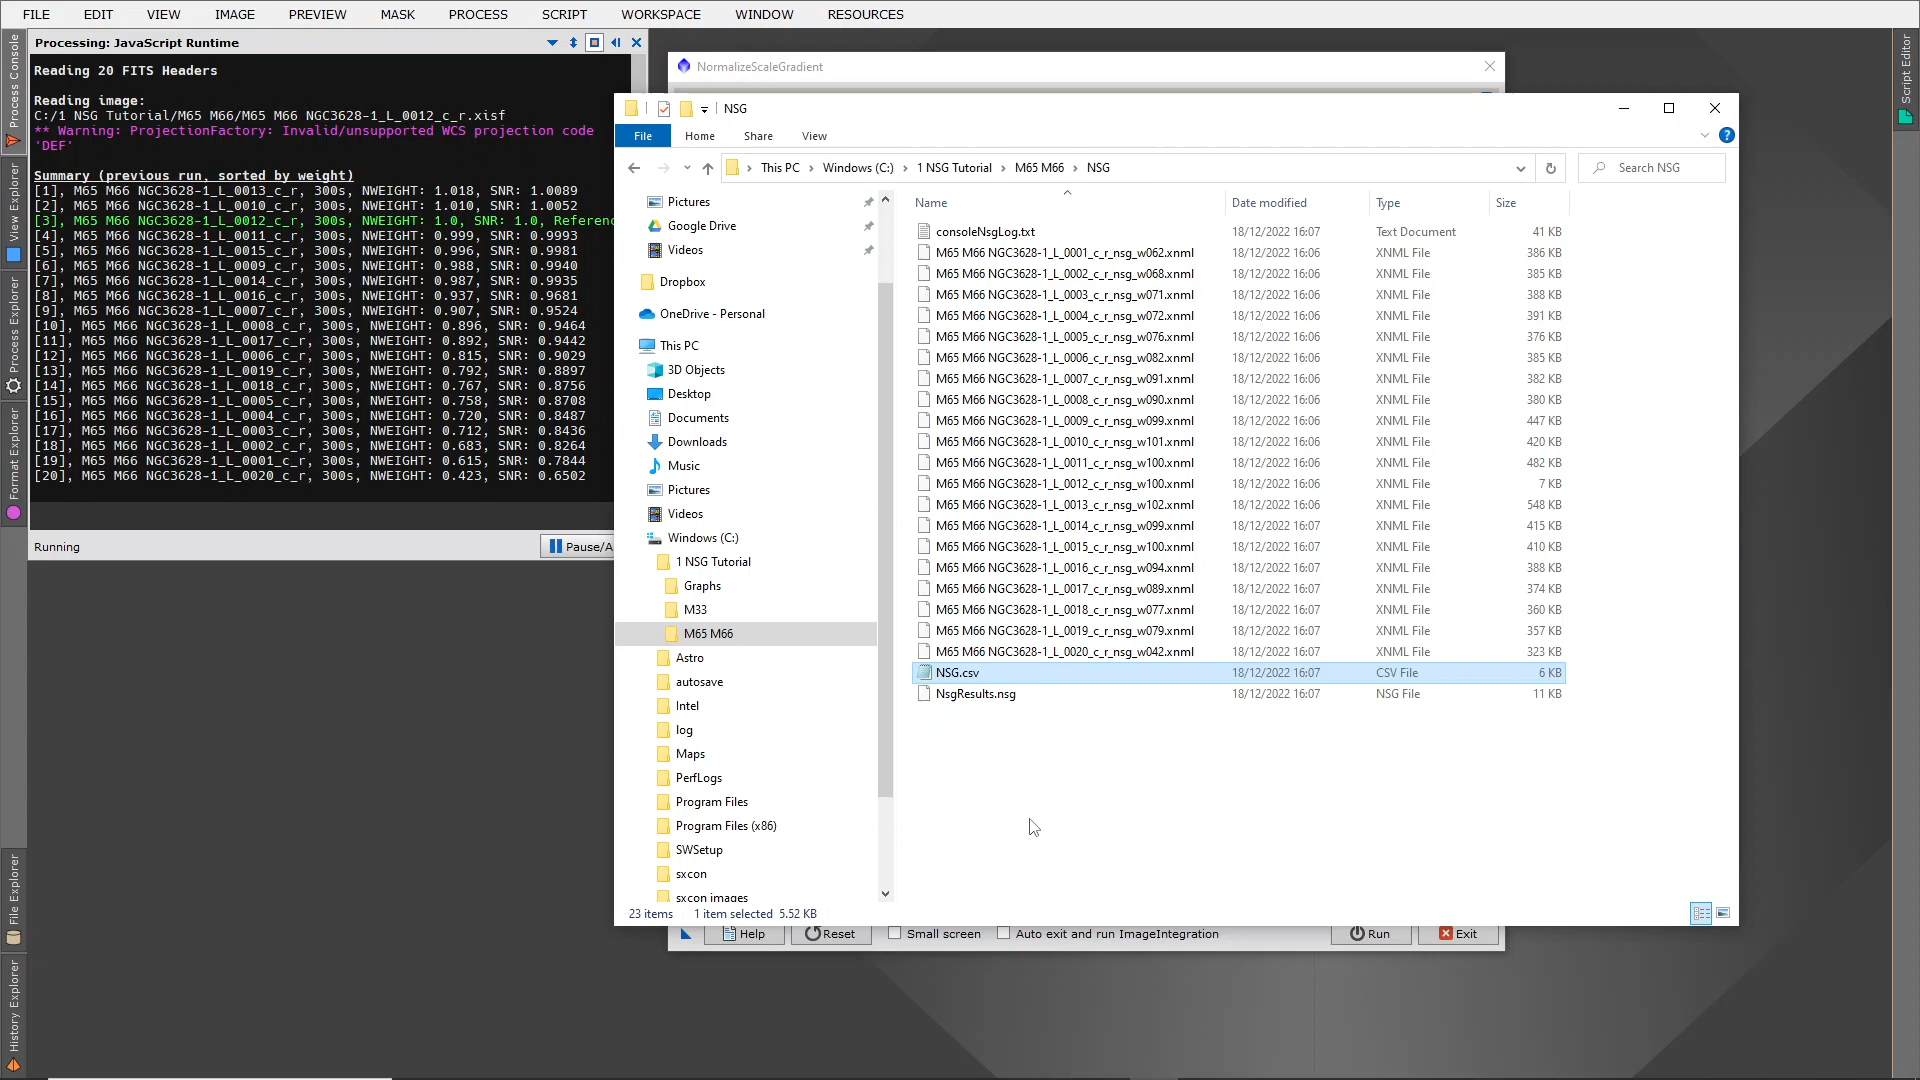 FILE EDIT VIEW IMAGE PREVIEW MASK PROCESS SCRIPT WORKSPACE WINDOW RESOURCES
Process Console
View Explorer
Process Explorer
Format Explorer
File Explorer
History Explorer
Script Editor
Processing: JavaScript Runtime
Reading 20 FITS Headers
Reading image:
C:/1 NSG Tutorial/M65 M66/M65 M66 NGC3628-1_L_0012_c_r.xisf
** Warning: ProjectionFactory: Invalid/unsupported WCS projection code
'DEF'
Summary (previous run, sorted by weight)
[1], M65 M66 NGC3628-1_L_0013_c_r, 300s, NWEIGHT: 1.018, SNR: 1.0089
[2], M65 M66 NGC3628-1_L_0010_c_r, 300s, NWEIGHT: 1.010, SNR: 1.0052
[3], M65 M66 NGC3628-1_L_0012_c_r, 300s, NWEIGHT: 1.0, SNR: 1.0, Referenc
[4], M65 M66 NGC3628-1_L_0011_c_r, 300s, NWEIGHT: 0.999, SNR: 0.9993
[5], M65 M66 NGC3628-1_L_0015_c_r, 300s, NWEIGHT: 0.996, SNR: 0.9981
[6], M65 M66 NGC3628-1_L_0009_c_r, 300s, NWEIGHT: 0.988, SNR: 0.9940
[7], M65 M66 NGC3628-1_L_0014_c_r, 300s, NWEIGHT: 0.987, SNR: 0.9935
[8], M65 M66 NGC3628-1_L_0016_c_r, 300s, NWEIGHT: 0.937, SNR: 0.9681
[9], M65 M66 NGC3628-1_L_0007_c_r, 300s, NWEIGHT: 0.907, SNR: 0.9524
[10], M65 M66 NGC3628-1_L_0008_c_r, 300s, NWEIGHT: 0.896, SNR: 0.9464
[11], M65 M66 NGC3628-1_L_0017_c_r, 300s, NWEIGHT: 0.892, SNR: 0.9442
[12], M65 M66 NGC3628-1_L_0006_c_r, 300s, NWEIGHT: 0.815, SNR: 0.9029
[13], M65 M66 NGC3628-1_L_0019_c_r, 300s, NWEIGHT: 0.792, SNR: 0.8897
[14], M65 M66 NGC3628-1_L_0018_c_r, 300s, NWEIGHT: 0.767, SNR: 0.8756
[15], M65 M66 NGC3628-1_L_0005_c_r, 300s, NWEIGHT: 0.758, SNR: 0.8708
[16], M65 M66 NGC3628-1_L_0004_c_r, 300s, NWEIGHT: 0.720, SNR: 0.8487
[17], M65 M66 NGC3628-1_L_0003_c_r, 300s, NWEIGHT: 0.712, SNR: 0.8436
[18], M65 M66 NGC3628-1_L_0002_c_r, 300s, NWEIGHT: 0.683, SNR: 0.8264
[19], M65 M66 NGC3628-1_L_0001_c_r, 300s, NWEIGHT: 0.615, SNR: 0.7844
[20], M65 M66 NGC3628-1_L_0020_c_r, 300s, NWEIGHT: 0.423, SNR: 0.6502
Running Pause/A
NormalizeScaleGradient
NSG
File Home Share View
This PC Windows (C:) 1 NSG Tutorial M65 M66 NSG
Search NSG
Pictures
Google Drive
Videos
Dropbox
OneDrive - Personal
This PC
3D Objects
Desktop
Documents
Downloads
Music
Pictures
Videos
Windows (C:)
1 NSG Tutorial
Graphs
M33
M65 M66
Astro
autosave
Intel
log
Maps
PerfLogs
Program Files
Program Files (x86)
SWSetup
sxcon
sxcon images
Name Date modified Type Size
consoleNsgLog.txt 18/12/2022 16:07 Text Document 41 KB
M65 M66 NGC3628-1_L_0001_c_r_nsg_w062.xnml 18/12/2022 16:06 XNML File 386 KB
M65 M66 NGC3628-1_L_0002_c_r_nsg_w068.xnml 18/12/2022 16:06 XNML File 385 KB
M65 M66 NGC3628-1_L_0003_c_r_nsg_w071.xnml 18/12/2022 16:06 XNML File 388 KB
M65 M66 NGC3628-1_L_0004_c_r_nsg_w072.xnml 18/12/2022 16:06 XNML File 391 KB
M65 M66 NGC3628-1_L_0005_c_r_nsg_w076.xnml 18/12/2022 16:06 XNML File 376 KB
M65 M66 NGC3628-1_L_0006_c_r_nsg_w082.xnml 18/12/2022 16:06 XNML File 385 KB
M65 M66 NGC3628-1_L_0007_c_r_nsg_w091.xnml 18/12/2022 16:06 XNML File 382 KB
M65 M66 NGC3628-1_L_0008_c_r_nsg_w090.xnml 18/12/2022 16:06 XNML File 380 KB
M65 M66 NGC3628-1_L_0009_c_r_nsg_w099.xnml 18/12/2022 16:06 XNML File 447 KB
M65 M66 NGC3628-1_L_0010_c_r_nsg_w101.xnml 18/12/2022 16:06 XNML File 420 KB
M65 M66 NGC3628-1_L_0011_c_r_nsg_w100.xnml 18/12/2022 16:06 XNML File 482 KB
M65 M66 NGC3628-1_L_0012_c_r_nsg_w100.xnml 18/12/2022 16:06 XNML File 7 KB
M65 M66 NGC3628-1_L_0013_c_r_nsg_w102.xnml 18/12/2022 16:06 XNML File 548 KB
M65 M66 NGC3628-1_L_0014_c_r_nsg_w099.xnml 18/12/2022 16:07 XNML File 415 KB
M65 M66 NGC3628-1_L_0015_c_r_nsg_w100.xnml 18/12/2022 16:07 XNML File 410 KB
M65 M66 NGC3628-1_L_0016_c_r_nsg_w094.xnml 18/12/2022 16:07 XNML File 388 KB
M65 M66 NGC3628-1_L_0017_c_r_nsg_w089.xnml 18/12/2022 16:07 XNML File 374 KB
M65 M66 NGC3628-1_L_0018_c_r_nsg_w077.xnml 18/12/2022 16:07 XNML File 360 KB
M65 M66 NGC3628-1_L_0019_c_r_nsg_w079.xnml 18/12/2022 16:07 XNML File 357 KB
M65 M66 NGC3628-1_L_0020_c_r_nsg_w042.xnml 18/12/2022 16:07 XNML File 323 KB
NSG.csv 18/12/2022 16:07 CSV File 6 KB
NsgResults.nsg 18/12/2022 16:07 NSG File 11 KB
23 items 1 item selected 5.52 KB
Help Reset Small screen Auto exit and run ImageIntegration Run Exit